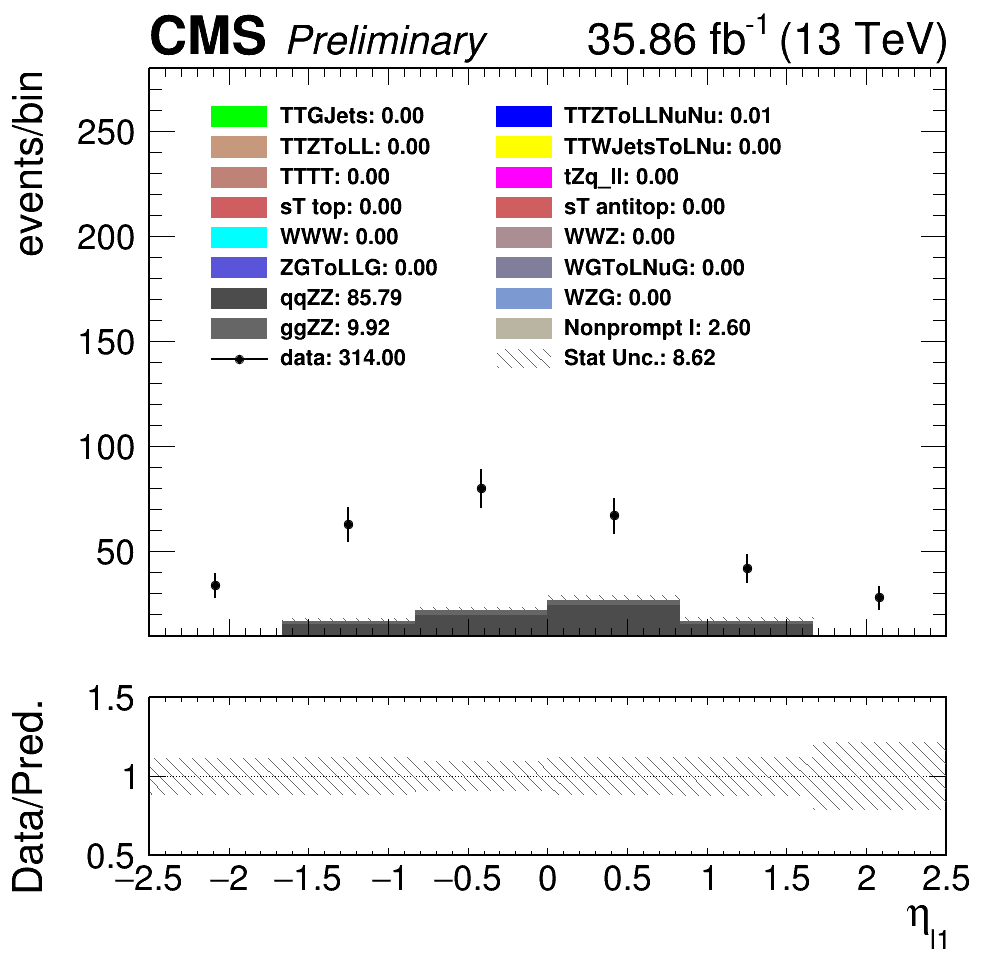 CMS Preliminary 35.86 fb-1 (13 TeV)
events/bin
250
200
150
100
50
TTGJets: 0.00 TTZToLLNuNu: 0.01
TTZToLL: 0.00 TTWJetsToLNu: 0.00
TTTT: 0.00 tZq_ll: 0.00
sT top: 0.00 sT antitop: 0.00
WWW: 0.00 WWZ: 0.00
ZGToLLG: 0.00 WGToLNuG: 0.00
qqZZ: 85.79 WZG: 0.00
ggZZ: 9.92 Nonprompt l: 2.60
data: 314.00 Stat Unc.: 8.62
Data/Pred.
1.5
1
0.5
−2.5 −2 −1.5 −1 −0.5 0 0.5 1 1.5 2 2.5
η l1